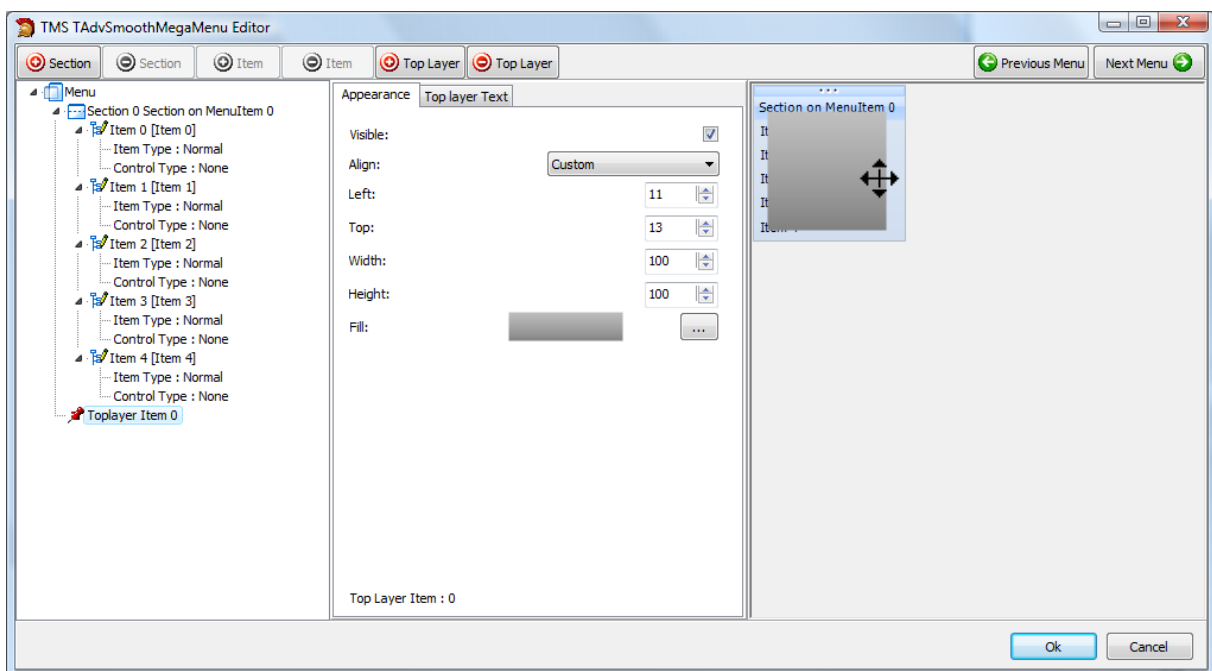 TMS TAdvSmoothMegaMenu Editor
Section
Section
Item
Item
Top Layer
Top Layer
Previous Menu
Next Menu
Menu
Section 0 Section on MenuItem 0
Item 0 [Item 0]
Item Type : Normal
Control Type : None
Item 1 [Item 1]
Item Type : Normal
Control Type : None
Item 2 [Item 2]
Item Type : Normal
Control Type : None
Item 3 [Item 3]
Item Type : Normal
Control Type : None
Item 4 [Item 4]
Item Type : Normal
Control Type : None
Toplayer Item 0
Appearance
Top layer Text
Visible:
Align:
Custom
Left:
11
Top:
13
Width:
100
Height:
100
Fill:
...
Top Layer Item : 0
Section on MenuItem 0
It
It
It
It
Ok
Cancel